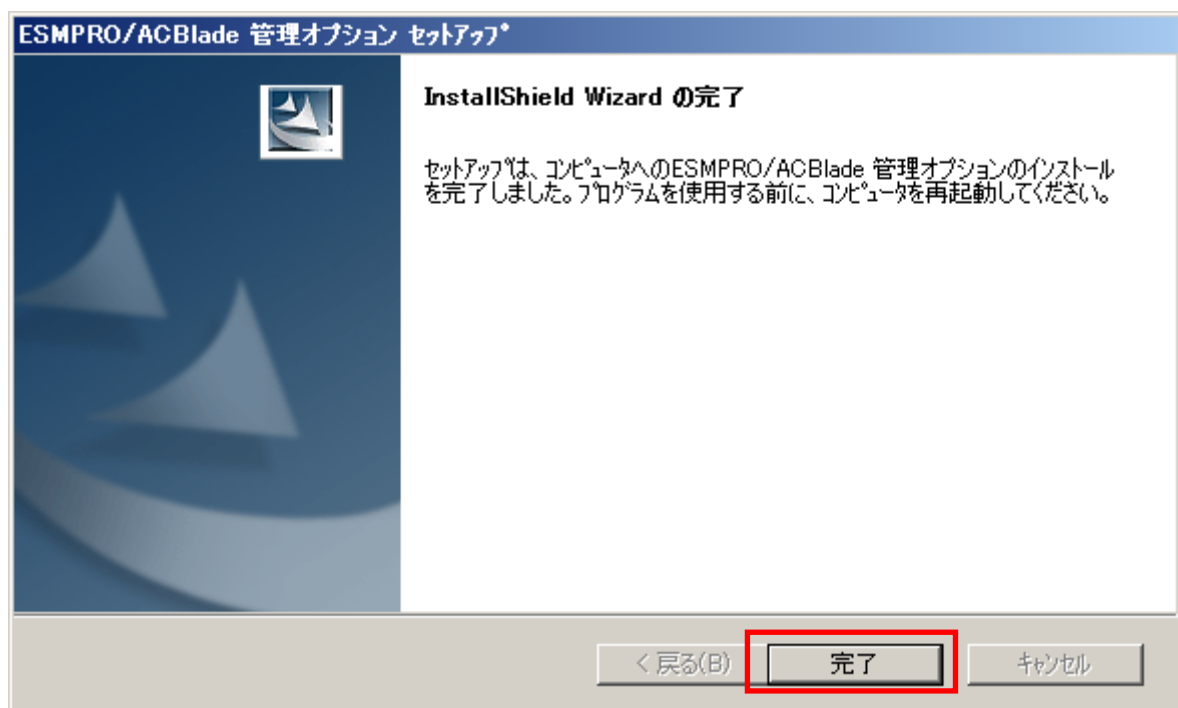 ESMPRO/ACBlade 管理オプション ｾｯﾄｱｯﾌﾟ
InstallShield Wizard の完了
ｾｯﾄｱｯﾌﾟは、ｺﾝﾋﾟｭｰﾀへのESMPRO/ACBlade 管理オプションのインストール
を完了しました。ﾌﾟﾛｸﾞﾗﾑを使用する前に、ｺﾝﾋﾟｭｰﾀを再起動してください。
< 戻る(B)
完了
ｷｬﾝｾﾙ